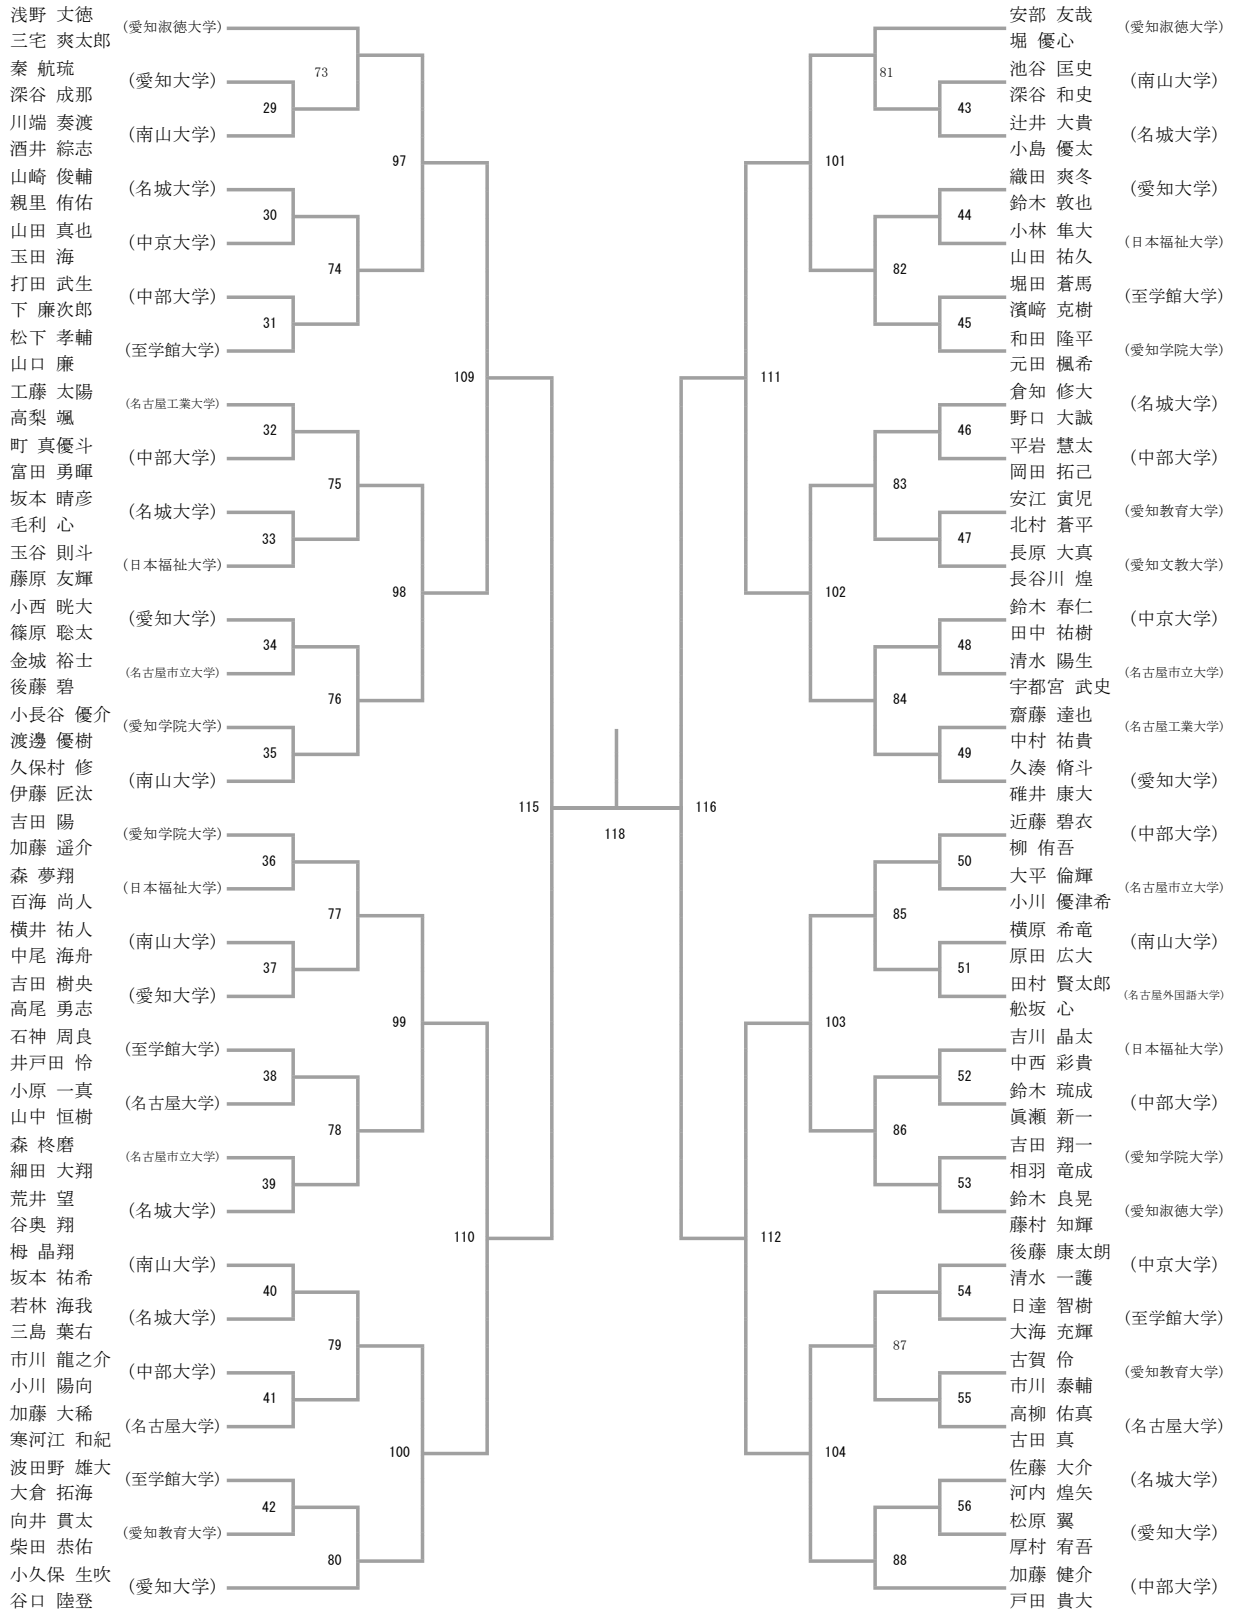 浅野 丈徳
三宅 爽太郎
(愛知淑徳大学)
秦 航琉
深谷 成那
(愛知大学)
川端 奏渡
酒井 綜志
(南山大学)
山崎 俊輔
親里 侑佑
(名城大学)
山田 真也
玉田 海
(中京大学)
打田 武生
下 廉次郎
(中部大学)
松下 孝輔
山口 廉
(至学館大学)
工藤 太陽
高梨 颯
(名古屋工業大学)
町 真優斗
富田 勇暉
(中部大学)
坂本 晴彦
毛利 心
(名城大学)
玉谷 則斗
藤原 友輝
(日本福祉大学)
小西 晄大
篠原 聡太
(愛知大学)
金城 裕士
後藤 碧
(名古屋市立大学)
小長谷 優介
渡邊 優樹
(愛知学院大学)
久保村 修
伊藤 匠汰
(南山大学)
吉田 陽
加藤 遥介
(愛知学院大学)
森 夢翔
百海 尚人
(日本福祉大学)
横井 祐人
中尾 海舟
(南山大学)
吉田 樹央
高尾 勇志
(愛知大学)
石神 周良
井戸田 怜
(至学館大学)
小原 一真
山中 恒樹
(名古屋大学)
森 柊磨
細田 大翔
(名古屋市立大学)
荒井 望
谷奥 翔
(名城大学)
栂 晶翔
坂本 祐希
(南山大学)
若林 海我
三島 葉右
(名城大学)
市川 龍之介
小川 陽向
(中部大学)
加藤 大稀
寒河江 和紀
(名古屋大学)
波田野 雄大
大倉 拓海
(至学館大学)
向井 貫太
柴田 恭佑
(愛知教育大学)
小久保 生吹
谷口 陸登
(愛知大学)
29
30
31
32
33
34
35
36
37
38
39
40
41
42
73
74
75
76
77
78
79
80
97
98
99
100
109
110
115
118
116
111
112
101
102
103
104
81
82
83
84
85
86
87
88
43
44
45
46
47
48
49
50
51
52
53
54
55
56
安部 友哉
堀 優心
(愛知淑徳大学)
池谷 匡史
深谷 和史
(南山大学)
辻井 大貴
小島 優太
(名城大学)
織田 爽冬
鈴木 敦也
(愛知大学)
小林 隼大
山田 祐久
(日本福祉大学)
堀田 蒼馬
濱﨑 克樹
(至学館大学)
和田 隆平
元田 楓希
(愛知学院大学)
倉知 修大
野口 大誠
(名城大学)
平岩 慧太
岡田 拓己
(中部大学)
安江 寅児
北村 蒼平
(愛知教育大学)
長原 大真
長谷川 煌
(愛知文教大学)
鈴木 春仁
田中 祐樹
(中京大学)
清水 陽生
宇都宮 武史
(名古屋市立大学)
齋藤 達也
中村 祐貴
(名古屋工業大学)
久湊 脩斗
碓井 康大
(愛知大学)
近藤 碧衣
柳 侑吾
(中部大学)
大平 倫輝
小川 優津希
(名古屋市立大学)
横原 希竜
原田 広大
(南山大学)
田村 賢太郎
舩坂 心
(名古屋外国語大学)
吉川 晶太
中西 彩貴
(日本福祉大学)
鈴木 琉成
眞瀬 新一
(中部大学)
吉田 翔一
相羽 竜成
(愛知学院大学)
鈴木 良晃
藤村 知輝
(愛知淑徳大学)
後藤 康太朗
清水 一護
(中京大学)
日達 智樹
大海 充輝
(至学館大学)
古賀 伶
市川 泰輔
(愛知教育大学)
高柳 佑真
古田 真
(名古屋大学)
佐藤 大介
河内 煌矢
(名城大学)
松原 翼
厚村 宥吾
(愛知大学)
加藤 健介
戸田 貴大
(中部大学)